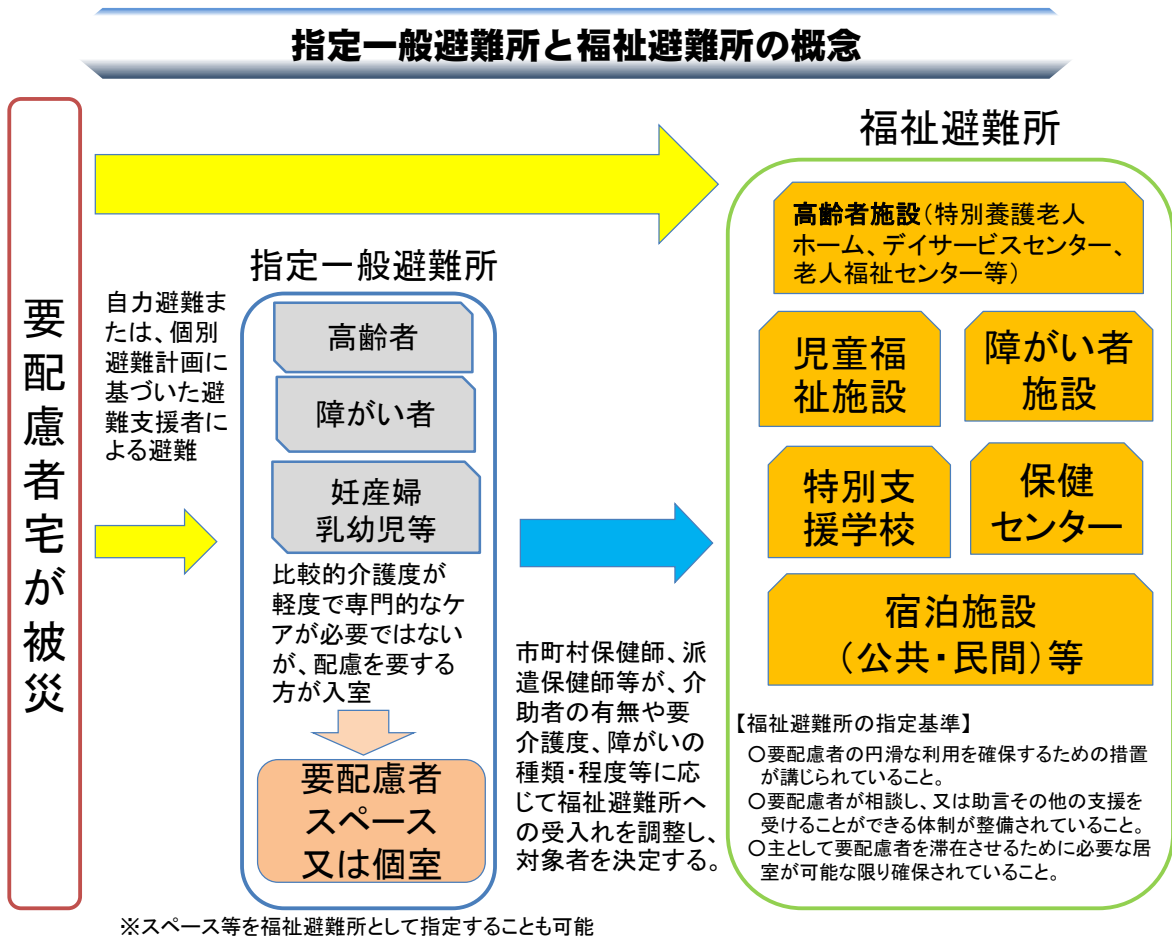 指定一般避難所と福祉避難所の概念
要配慮者宅が被災
自力避難ま
たは、個別
避難計画に
基づいた避
難支援者に
よる避難
指定一般避難所
高齢者
障がい者
妊産婦
乳幼児等
比較的介護度が
軽度で専門的なケ
アが必要ではない
が、配慮を要する
方が入室
要配慮者
スペース
又は個室
※スペース等を福祉避難所として指定することも可能
市町村保健師、派
遣保健師等が、介
助者の有無や要
介護度、障がいの
種類・程度等に応
じて福祉避難所へ
の受入れを調整し、
対象者を決定する。
福祉避難所
高齢者施設(特別養護老人
ホーム、デイサービスセンター、
老人福祉センター等)
児童福
祉施設
障がい者
施設
特別支
援学校
保健
センター
宿泊施設
(公共・民間)等
【福祉避難所の指定基準】
○要配慮者の円滑な利用を確保するための措置
が講じられていること。
○要配慮者が相談し、又は助言その他の支援を
受けることができる体制が整備されていること。
○主として要配慮者を滞在させるために必要な居
室が可能な限り確保されていること。